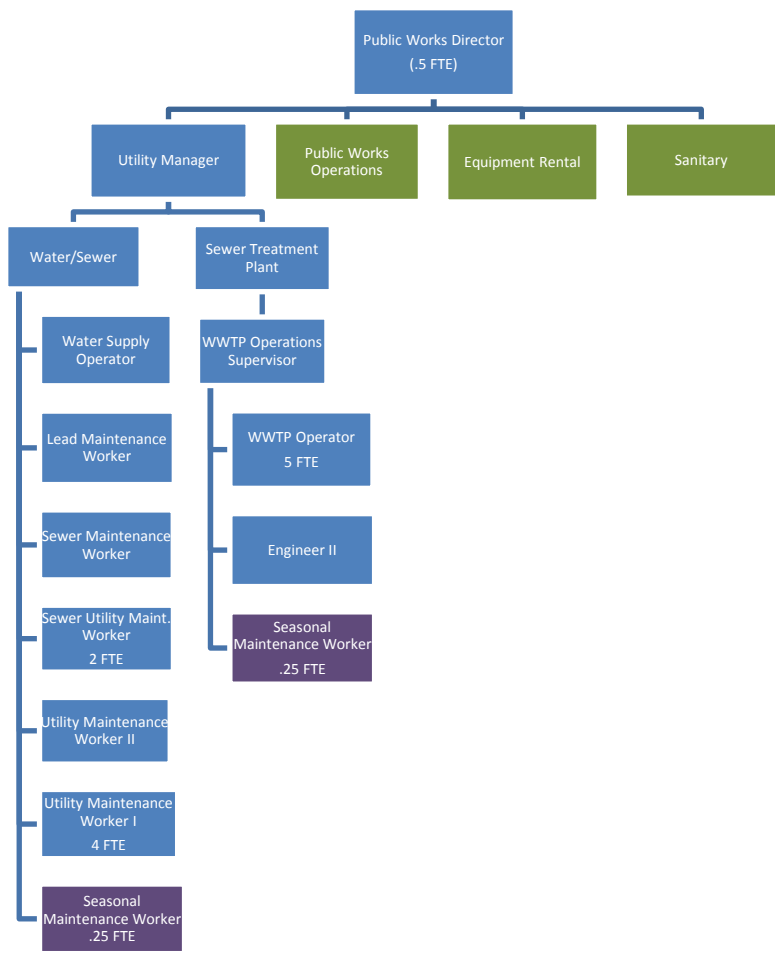 Public Works Director
(.5 FTE)
Utility Manager
Public Works
Operations
Equipment Rental
Sanitary
Water/Sewer
Sewer Treatment
Plant
Water Supply
Operator
WWTP Operations
Supervisor
Lead Maintenance
Worker
WWTP Operator
5 FTE
Sewer Maintenance
Worker
Engineer II
Sewer Utility Maint.
Worker
2 FTE
Seasonal
Maintenance Worker
.25 FTE
Utility Maintenance
Worker II
Utility Maintenance
Worker I
4 FTE
Seasonal
Maintenance Worker
.25 FTE